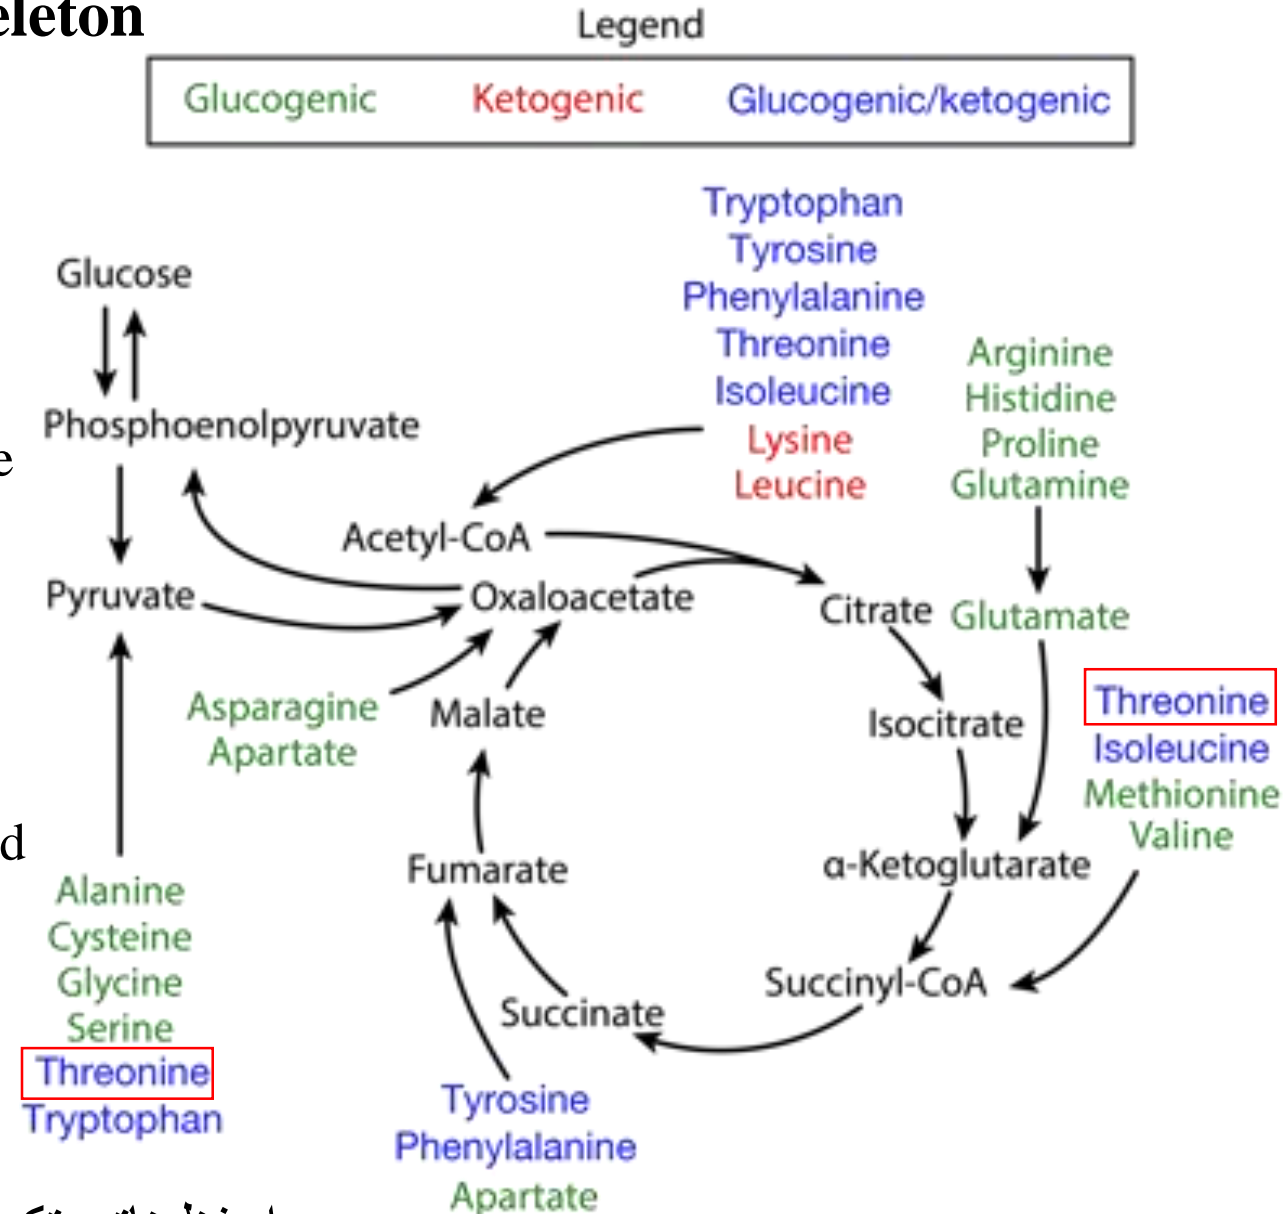 eleton
Legend
Glucogenic Ketogenic Glucogenic/ketogenic
Tryptophan
Tyrosine
Phenylalanine
Threonine
Isoleucine
Lysine
Leucine
Arginine
Histidine
Proline
Glutamine
Glucose
Phosphoenolpyruvate
e
Acetyl-CoA
Pyruvate
Oxaloacetate
Citrate
Glutamate
Asparagine
Apartate
Malate
Isocitrate
Threonine
Isoleucine
Methionine
Valine
d
Fumarate
α-Ketoglutarate
Alanine
Cysteine
Glycine
Serine
Threonine
Tryptophan
Succinyl-CoA
Succinate
Tyrosine
Phenylalanine
Apartate